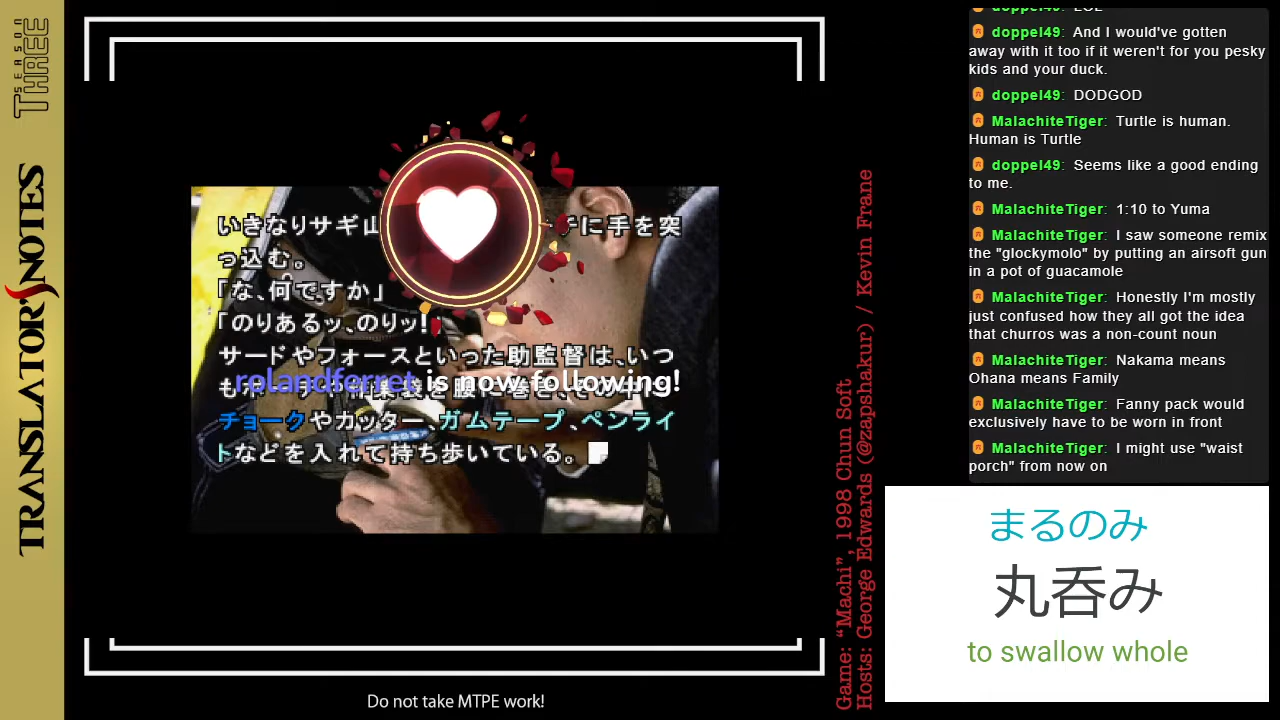 SEASON
THREE
TRANSLATOR'S NOTES
いきなりサギ山
に手を突
っ込む。
「な、何ですか」
「のりあるッ、のりッ!
サードやフォースといった助監督は、いつ
rolandferret is now following!
チョークやカッター、ガムテープ、ペンライ
トなどを入れて持ち歩いている。
Do not take MTPE work!
Game: “Machi”, 1998 Chun Soft
Hosts: George Edwards (@zapshakur) / Kevin Frane
doppel49: LOL
doppel49: And I would've gotten
away with it too if it weren't for you pesky
kids and your duck.
doppel49: DODGOD
MalachiteTiger: Turtle is human.
Human is Turtle
doppel49: Seems like a good ending
to me.
MalachiteTiger: 1:10 to Yuma
MalachiteTiger: I saw someone remix
the "glockymolo" by putting an airsoft gun
in a pot of guacamole
MalachiteTiger: Honestly I'm mostly
just confused how they all got the idea
that churros was a non-count noun
MalachiteTiger: Nakama means
Ohana means Family
MalachiteTiger: Fanny pack would
exclusively have to be worn in front
MalachiteTiger: I might use "waist
porch" from now on
まるのみ
丸呑み
to swallow whole